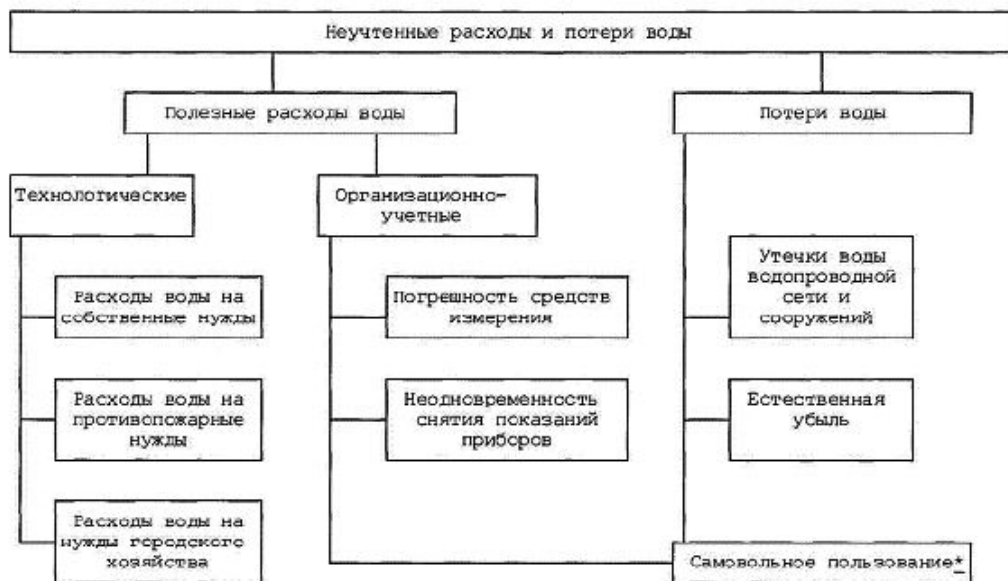 Неучтенные расходы и потери воды
Полезные расходы воды
Потери воды
Технологические
Организационно-
учетные
Расходы воды на
собственные нужды
Погрешность средств
измерения
Утечки воды
водопроводной
сети и
сооружений
Расходы воды на
противопожарные
нужды
Неодновременность
снятия показаний
приборов
Естественная
убыль
Расходы воды на
нужды городского
хозяйства
Самовольное пользование*